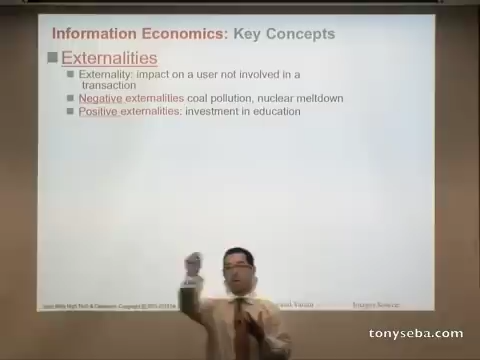 Information Economics: Key Concepts
Externalities
Externality: impact on a user not involved in a
transaction
Negative externalities coal pollution, nuclear meltdown
Positive externalities: investment in education
tonyseba.com